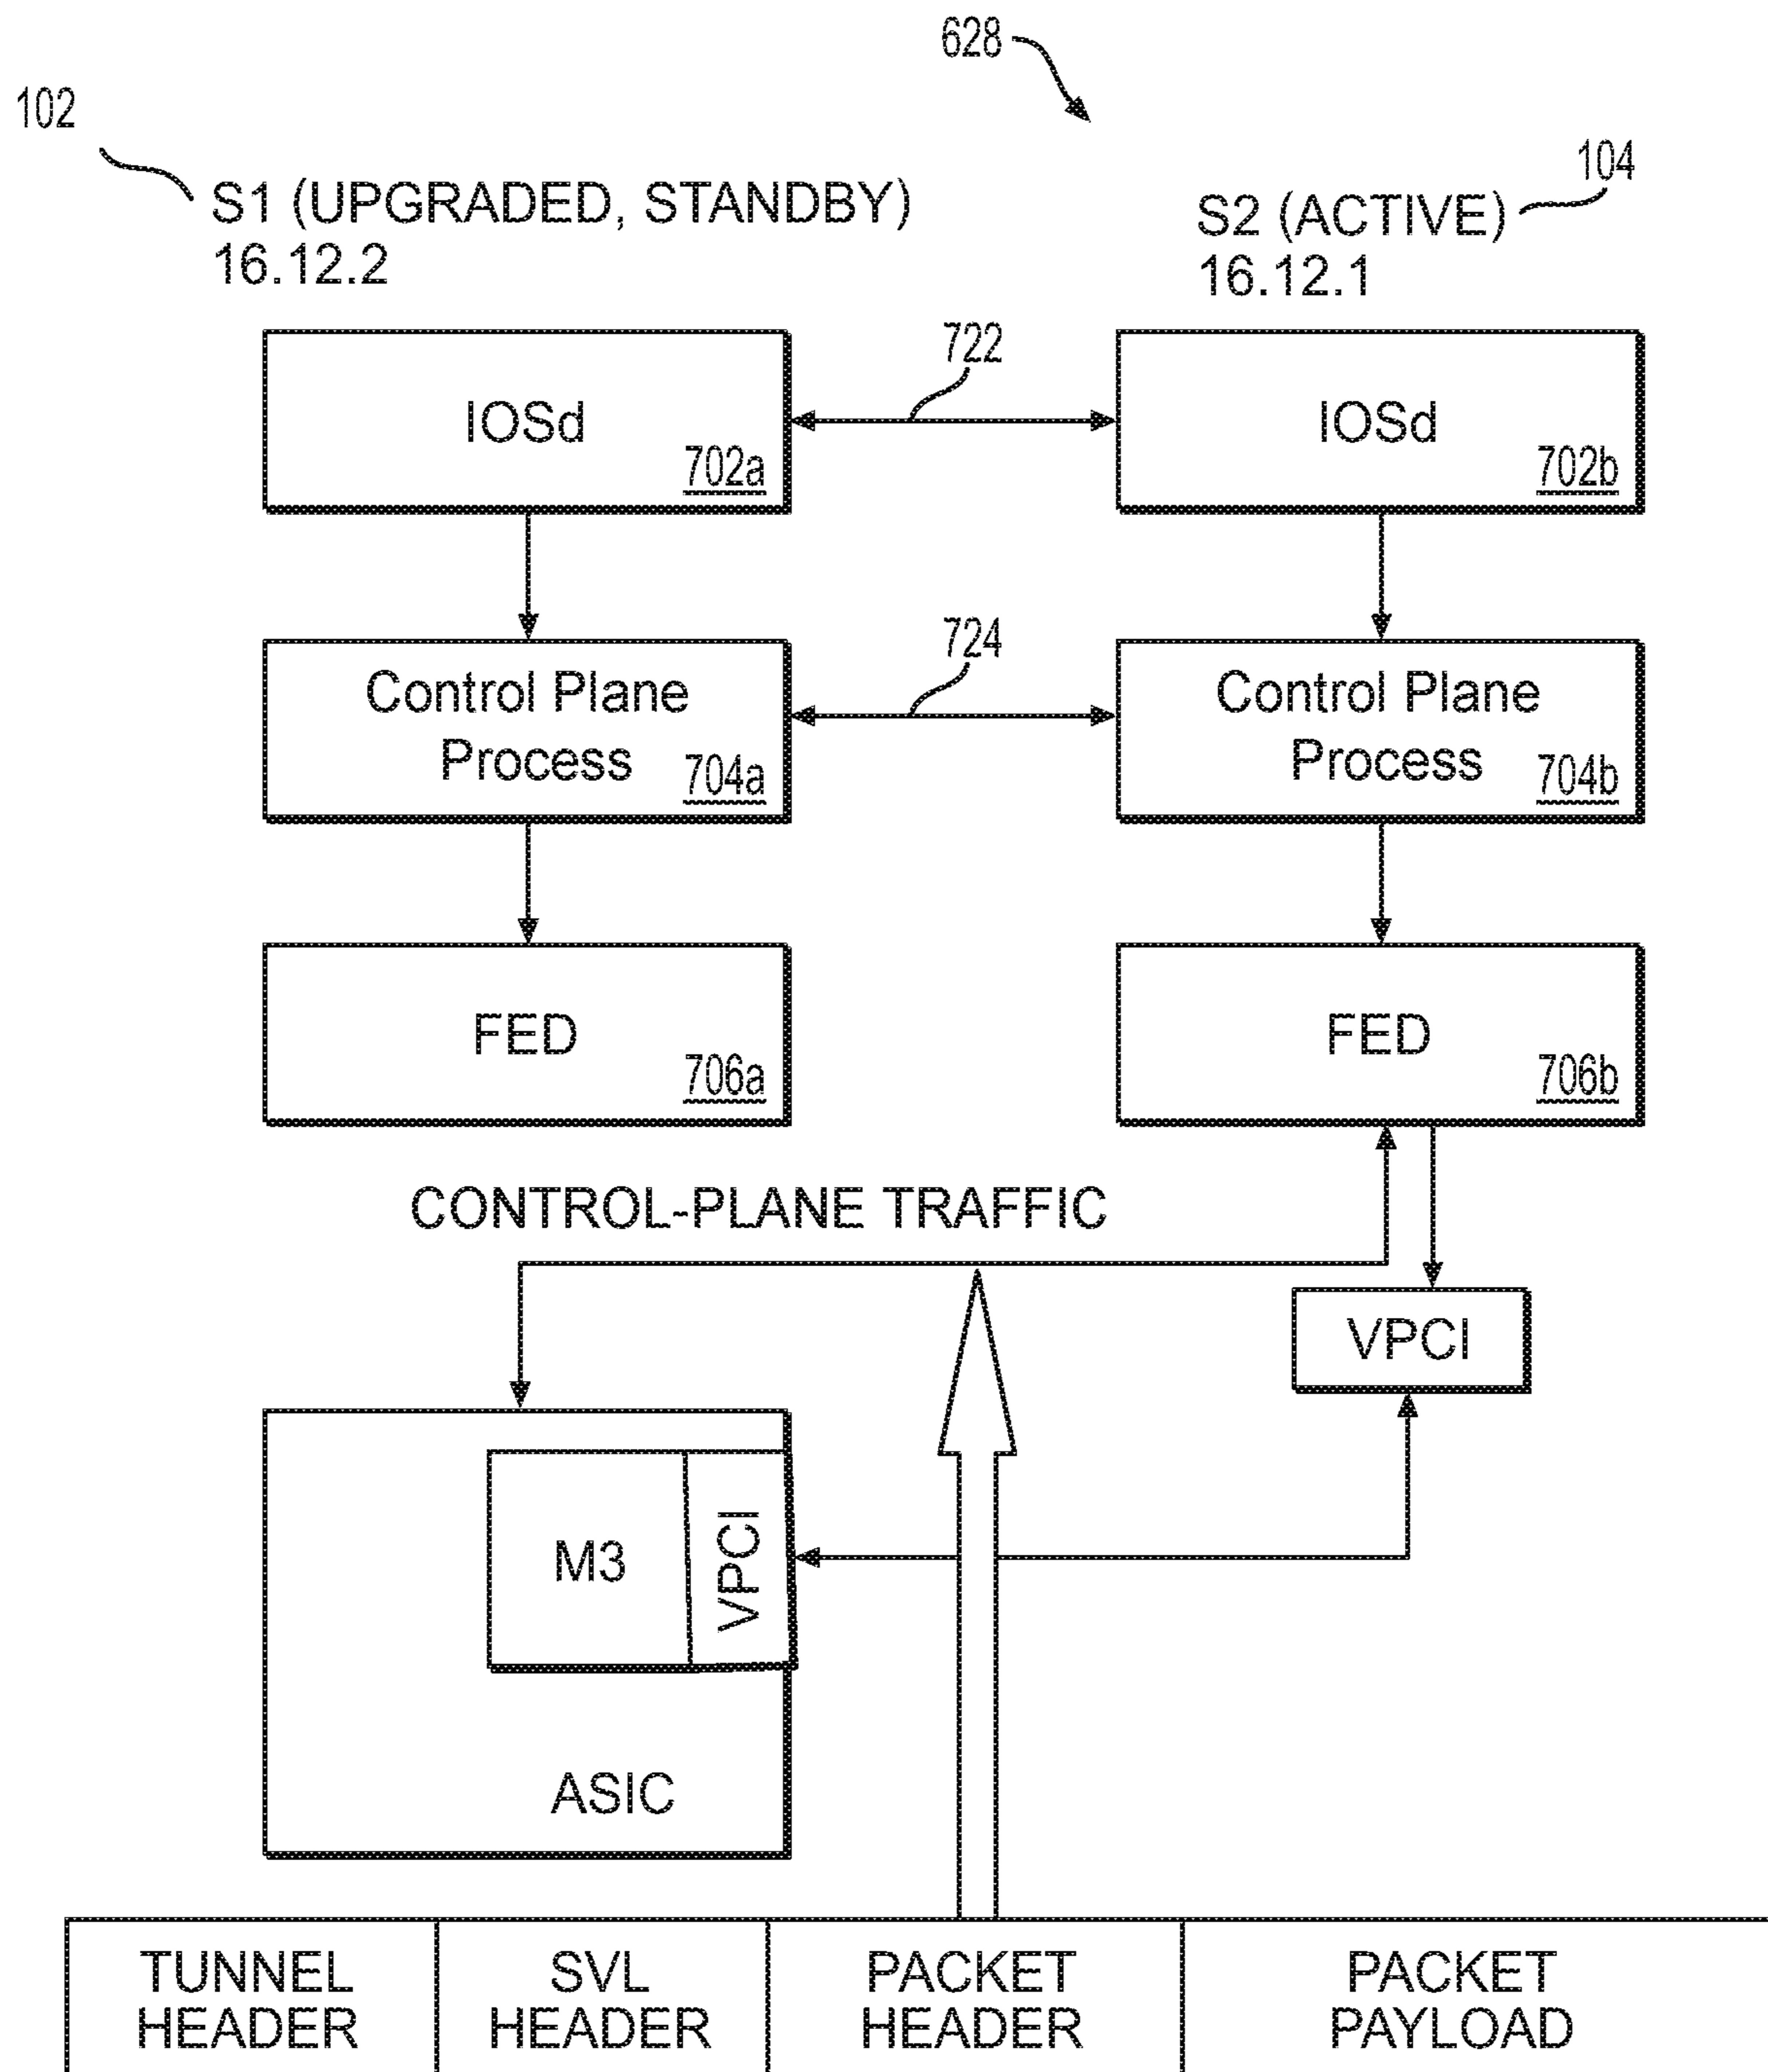 628
102
104
S1 (UPGRADED, STANDBY)
16.12.2
S2 (ACTIVE)
16.12.1
722
IOSd
702a
IOSd
702b
724
Control Plane
Process
704a
Control Plane
Process
704b
FED
706a
FED
706b
CONTROL-PLANE TRAFFIC
VPCI
M3
VPCI
ASIC
TUNNEL
HEADER
SVL
HEADER
PACKET
HEADER
PACKET
PAYLOAD